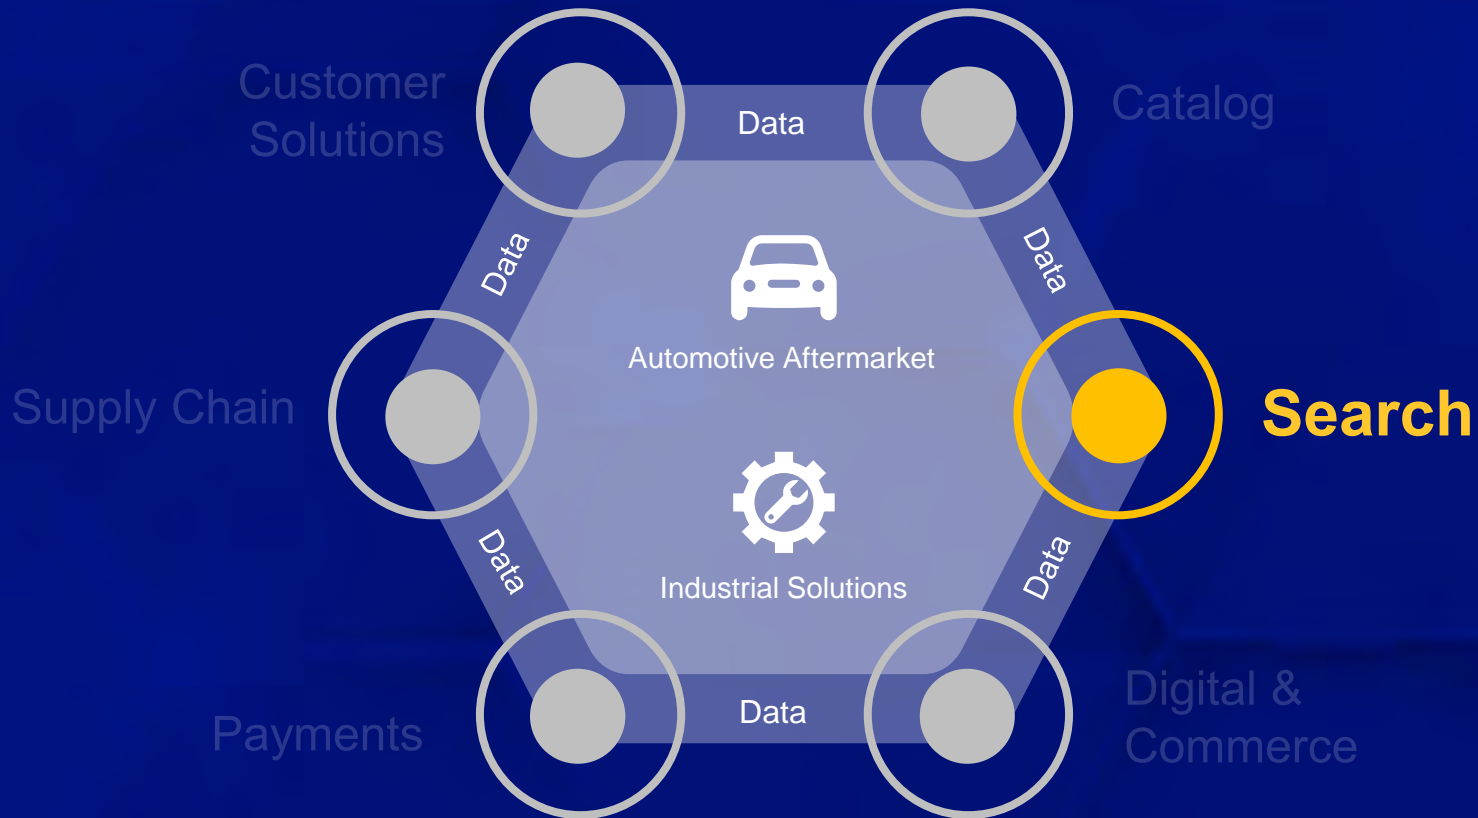 Customer
Solutions
Data
Catalog
Data
Data
Automotive Aftermarket
Supply Chain
Search
Data
Data
Industrial Solutions
Payments
Data
Digital &
Commerce